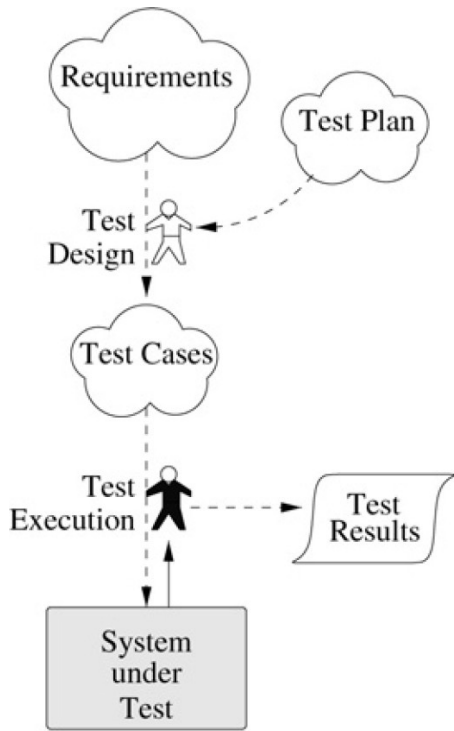 Requirements
Test Plan
Test
Design
Test Cases
Test
Execution
Test
Results
System
under
Test